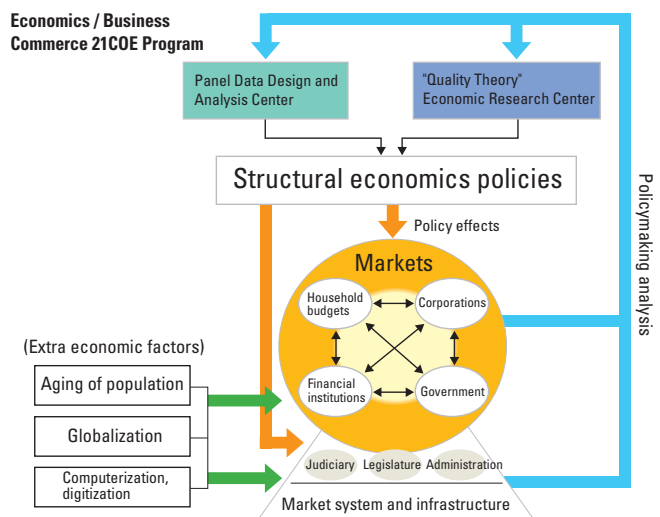 Economics / Business
Commerce 21COE Program
Panel Data Design and
Analysis Center
"Quality Theory"
Economic Research Center
Structural economics policies
Policy effects
Policymaking analysis
Markets
Household
budgets
Corporations
Financial
institutions
Government
(Extra economic factors)
Aging of population
Globalization
Computerization,
digitization
Judiciary
Legislature
Administration
Market system and infrastructure